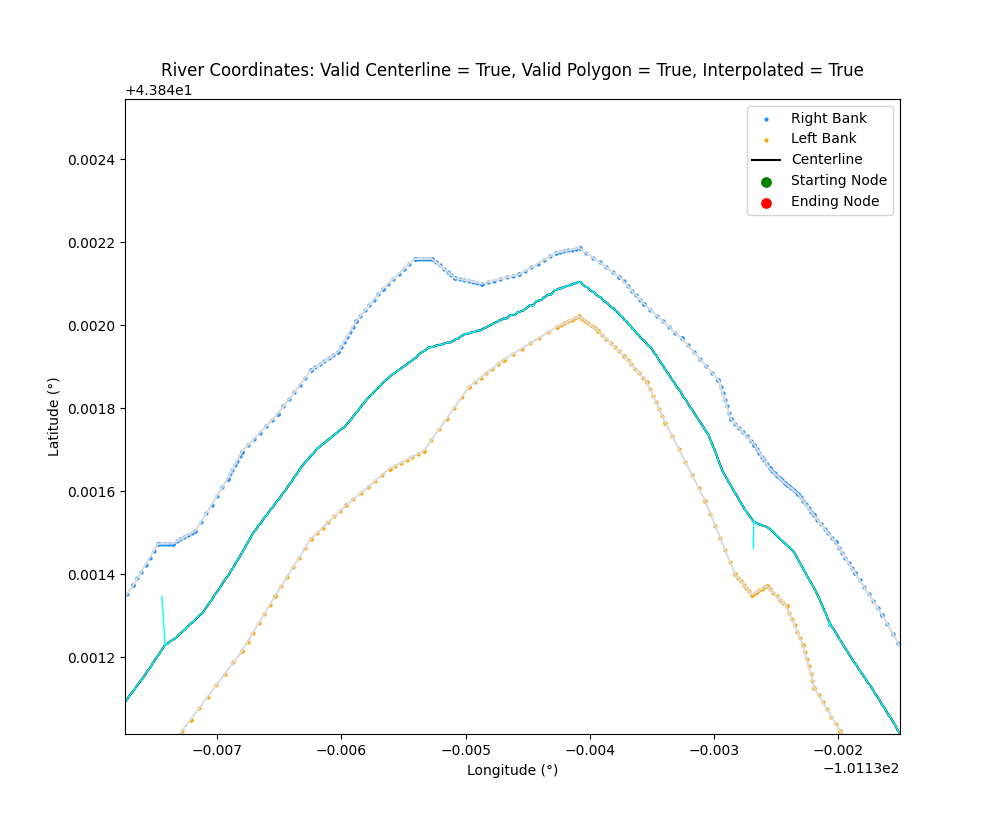 River Coordinates: Valid Centerline = True, Valid Polygon = True, Interpolated = True
+4.384e1
Right Bank
Left Bank
Centerline
Starting Node
Ending Node
0.0024
0.0022
0.0020
0.0018
0.0016
0.0014
0.0012
Latitude (°)
−0.007
−0.006
−0.005
−0.004
−0.003
−0.002
Longitude (°)
−1.0113e2